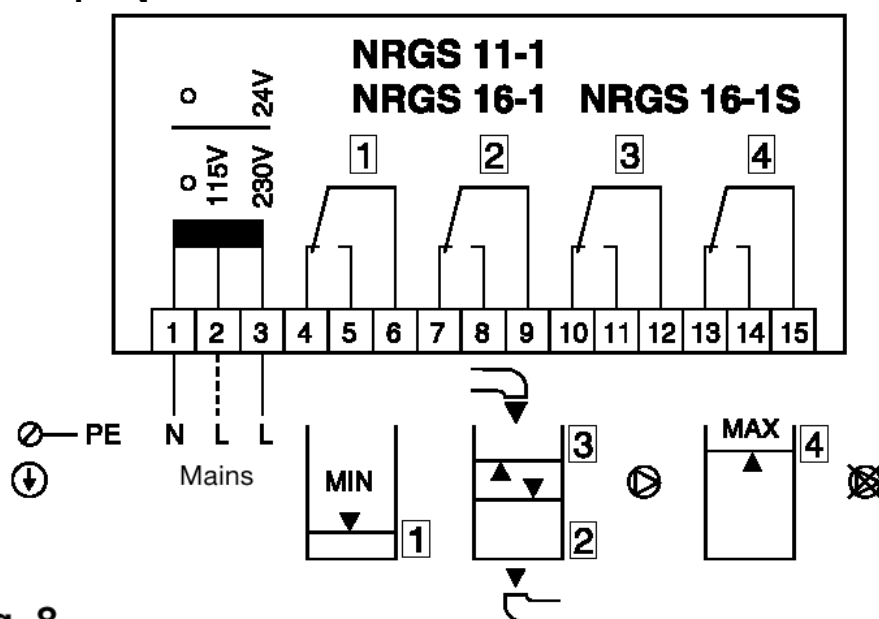 NRGS 11-1
NRGS 16-1 NRGS 16-1S
24V
115V
230V
1 2 3 4
1 2 3 4 5 6 7 8 9 10 11 12 13 14 15
PE N L L
Mains
MIN
1
3
2
MAX
4
8